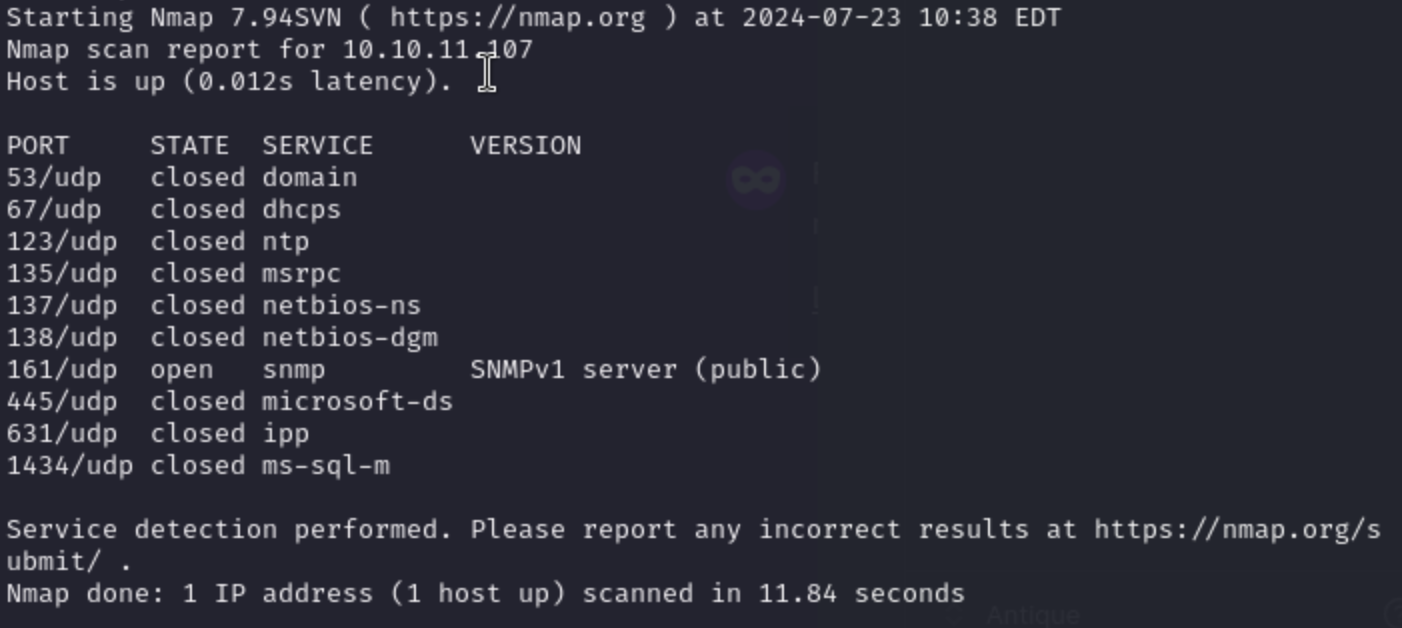 Starting Nmap 7.94SVN ( https://nmap.org ) at 2024-07-23 10:38 EDT
Nmap scan report for 10.10.11.107
Host is up (0.012s latency).
PORT     STATE  SERVICE      VERSION
53/udp   closed domain
67/udp   closed dhcps
123/udp  closed ntp
135/udp  closed msrpc
137/udp  closed netbios-ns
138/udp  closed netbios-dgm
161/udp  open   snmp         SNMPv1 server (public)
445/udp  closed microsoft-ds
631/udp  closed ipp
1434/udp closed ms-sql-m
Service detection performed. Please report any incorrect results at https://nmap.org/s
ubmit/ .
Nmap done: 1 IP address (1 host up) scanned in 11.84 seconds
Antique